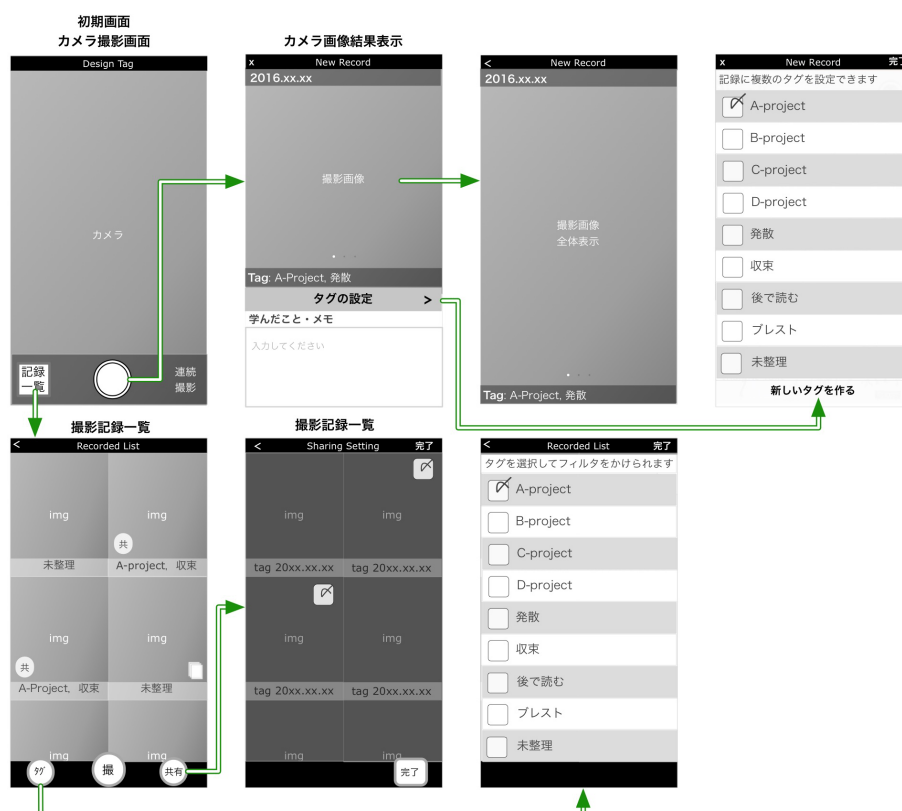 初期画面
カメラ撮影画面
Design Tag
カメラ
記録
一覧
連続
撮影
カメラ画像結果表示
x New Record
2016.xx.xx
撮影画像
Tag: A-Project, 発散
タグの設定 >
学んだこと・メモ
入力してください
< New Record
2016.xx.xx
撮影画像
全体表示
Tag: A-Project, 発散
x New Record 完了
記録に複数のタグを設定できます
A-project
B-project
C-project
D-project
発散
収束
後で読む
ブレスト
未整理
新しいタグを作る
撮影記録一覧
< Recorded List
img img
共
未整理 A-project, 収束
img img
共
A-Project, 収束 未整理
img img
タグ 撮 共有
撮影記録一覧
< Sharing Setting 完了
img img
tag 20xx.xx.xx tag 20xx.xx.xx
img img
tag 20xx.xx.xx tag 20xx.xx.xx
img img
完了
< Recorded List 完了
タグを選択してフィルタをかけられます
A-project
B-project
C-project
D-project
発散
収束
後で読む
ブレスト
未整理